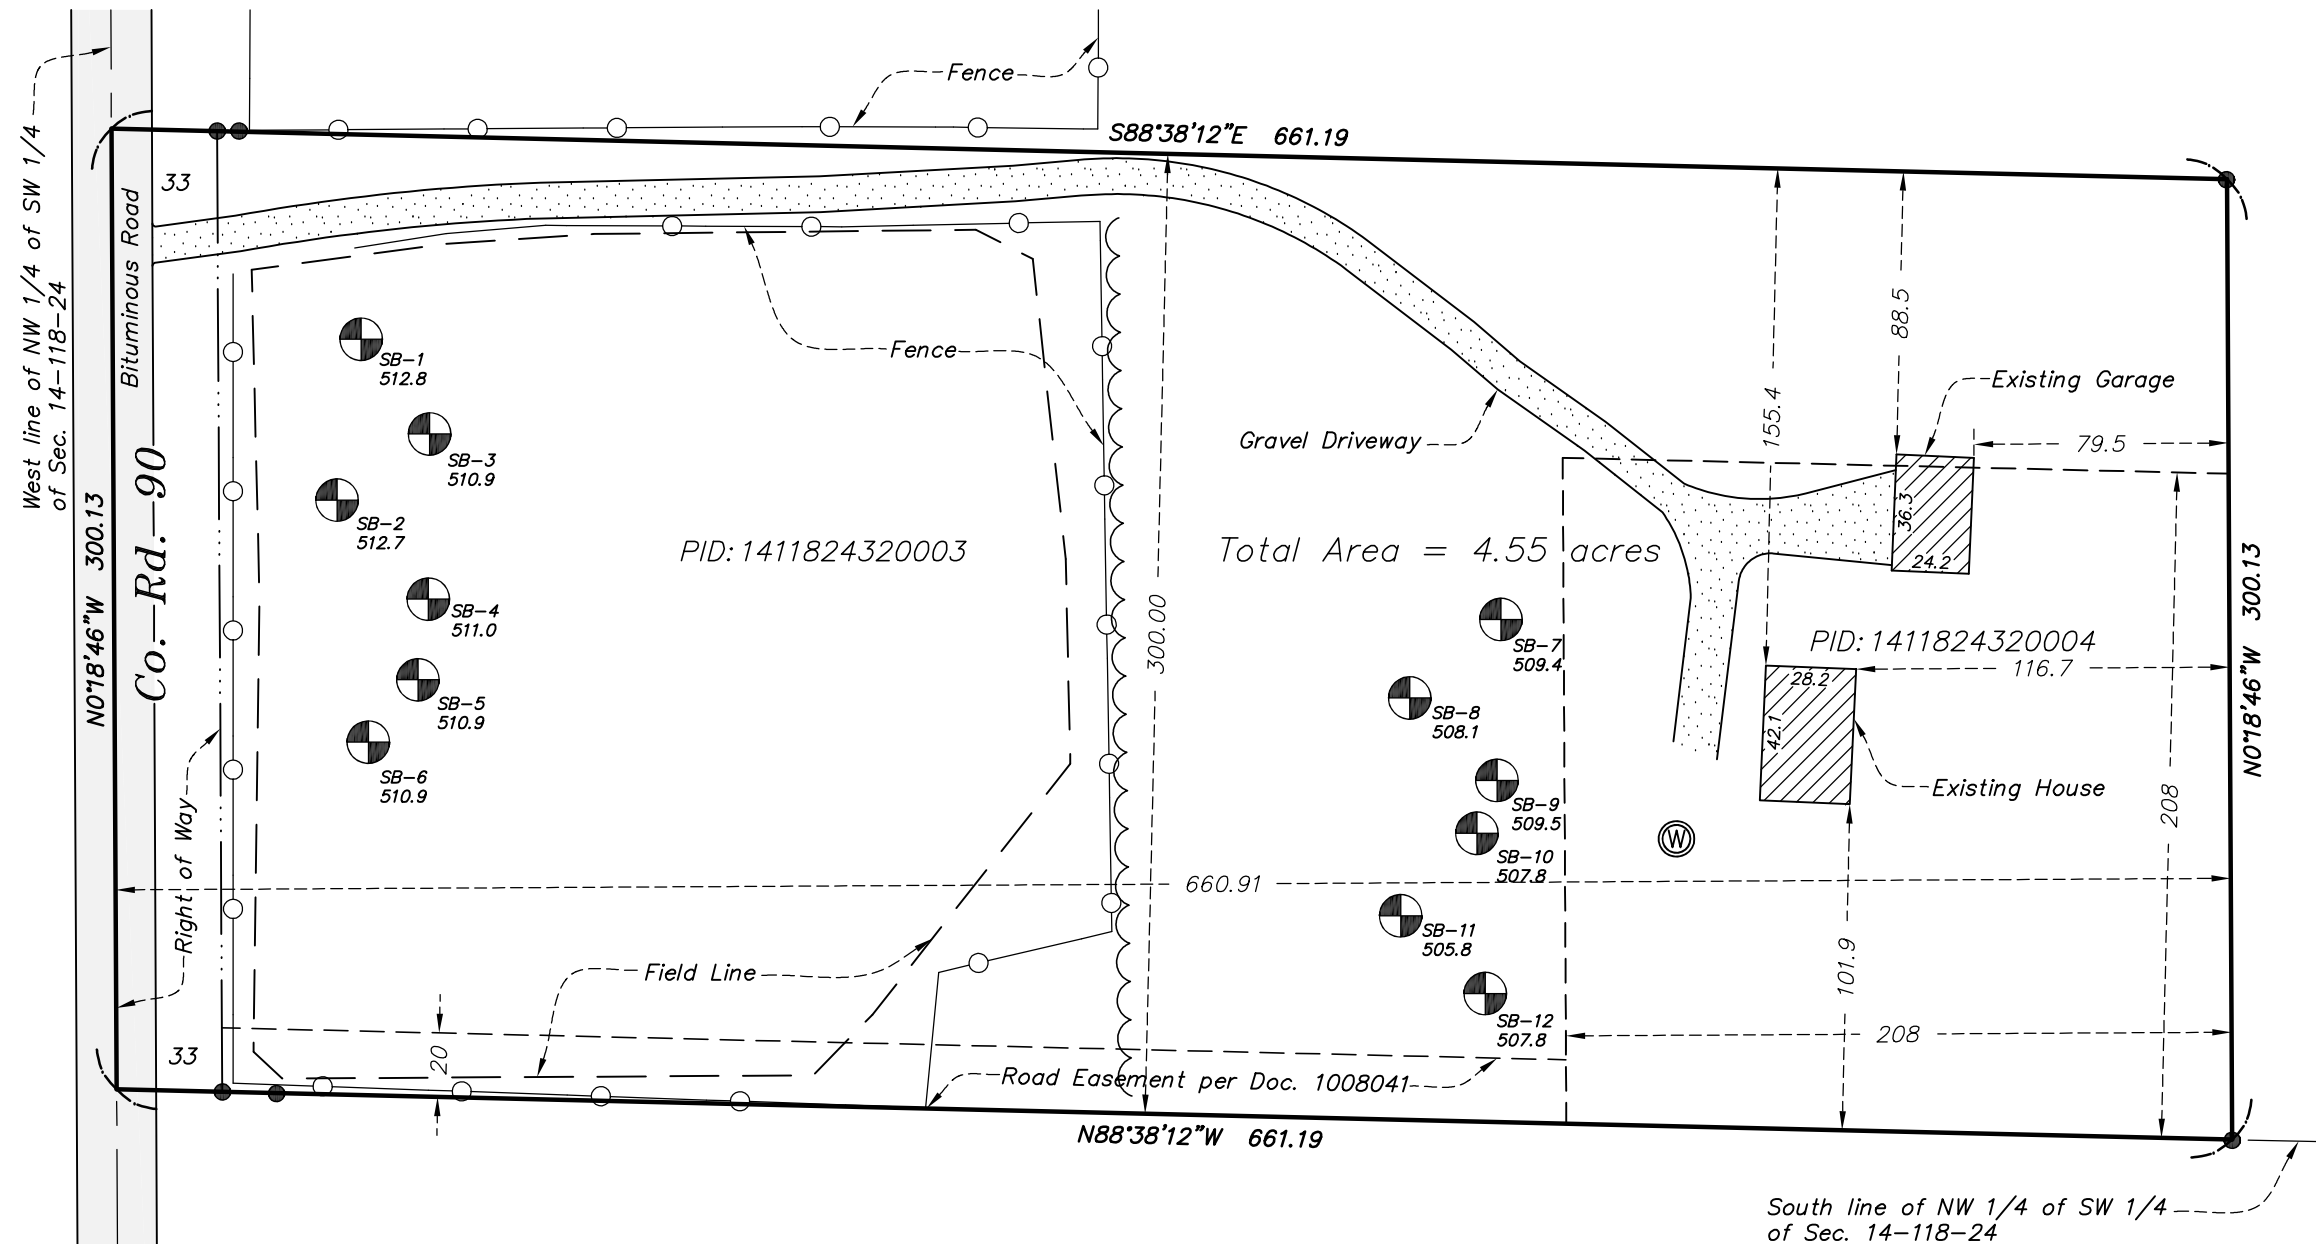 Fence
S88°38'12"E 661.19
West line of NW 1/4 of SW 1/4
of Sec. 14-118-24
33
Bituminous Road
Co. Rd. 90
N0°18'46"W 300.13
Fence
SB-1
512.8
SB-3
510.9
SB-2
512.7
SB-4
511.0
SB-5
510.9
SB-6
510.9
PID: 1411824320003
Total Area = 4.55 acres
Gravel Driveway
155.4
88.5
Existing Garage
79.5
36.3
24.2
300.00
SB-7
509.4
SB-8
508.1
SB-9
509.5
SB-10
507.8
SB-11
505.8
SB-12
507.8
PID: 1411824320004
116.7
28.2
42.1
Existing House
W
N0°18'46"W 300.13
208
660.91
101.9
208
Right of Way
Field Line
33
20
Road Easement per Doc. 1008041
N88°38'12"W 661.19
South line of NW 1/4 of SW 1/4
of Sec. 14-118-24